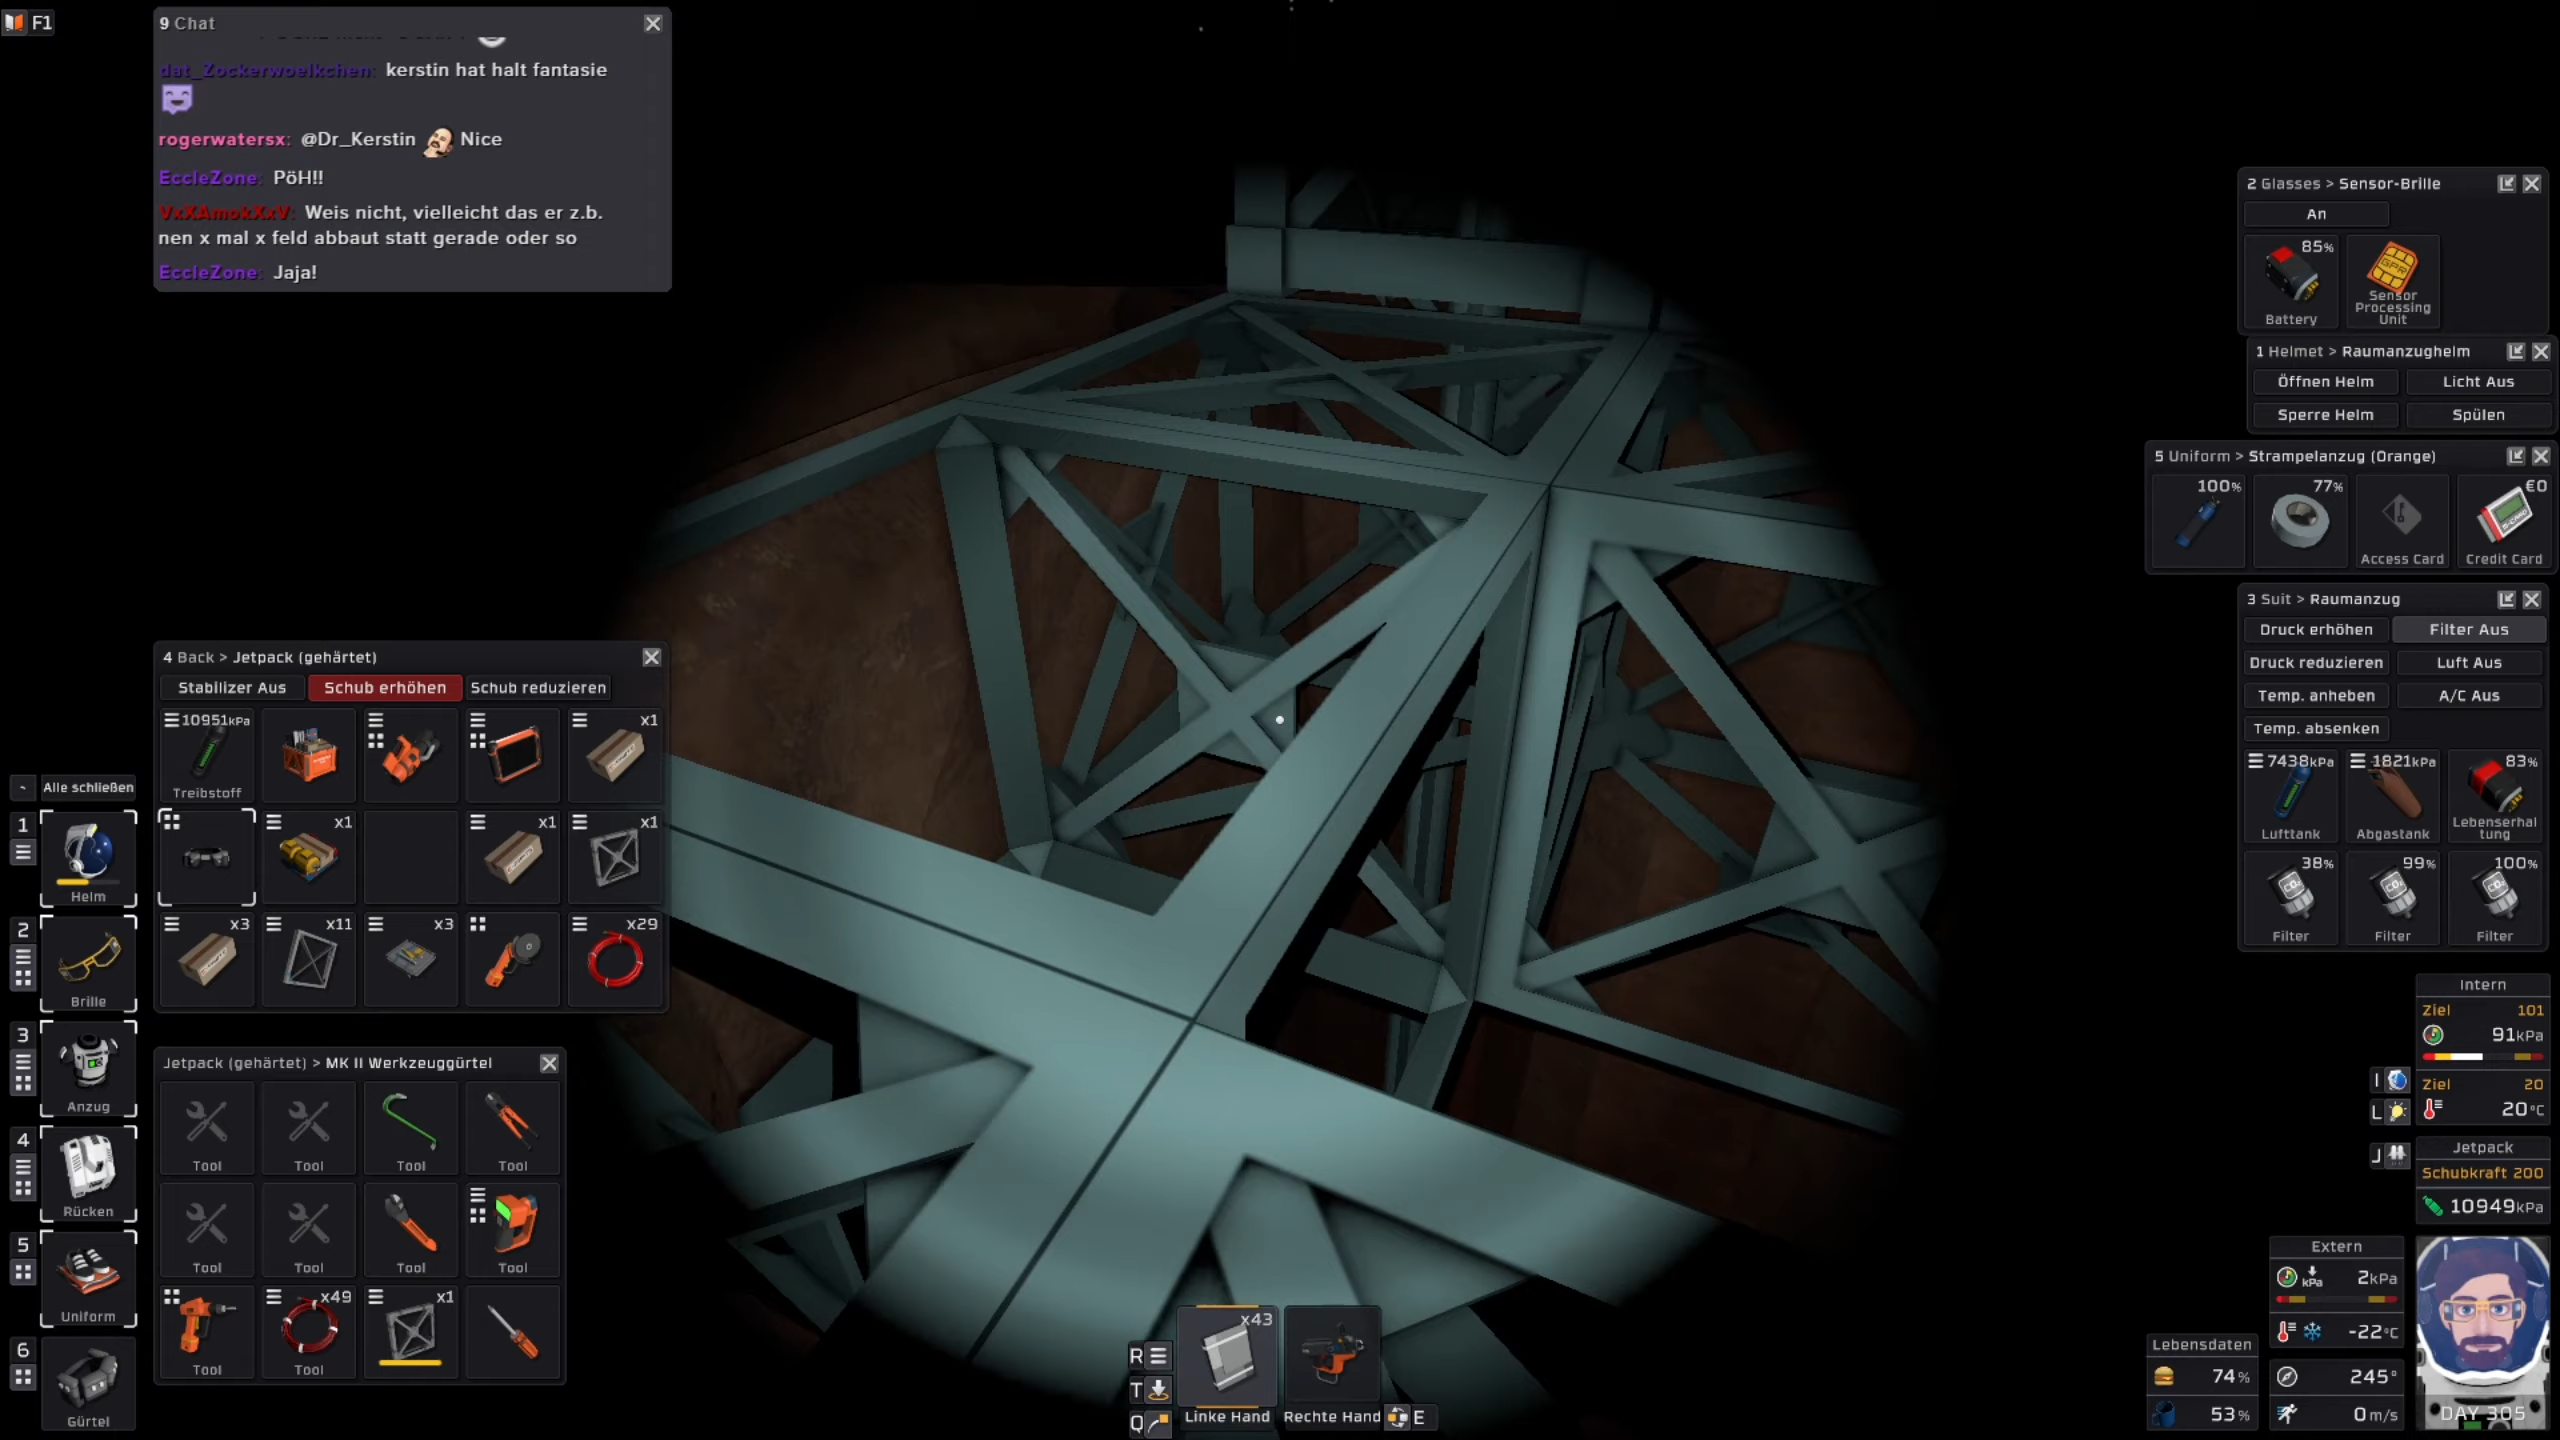 F1
9 Chat
dat_Zockerwoelkchen: kerstin hat halt fantasie
rogerwatersx: @Dr_Kerstin Nice
EccleZone: PöH!!
VxXAmokXxV: Weis nicht, vielleicht das er z.b.
nen x mal x feld abbaut statt gerade oder so
EccleZone: Jaja!
2 Glasses > Sensor-Brille
An
85%
Battery
GPR
Sensor
Processing
Unit
1 Helmet > Raumanzughelm
Öffnen Helm
Licht Aus
Sperre Helm
Spülen
5 Uniform > Strampelanzug (Orange)
100%
77%
Access Card
€0
Credit Card
3 Suit > Raumanzug
Druck erhöhen
Filter Aus
Druck reduzieren
Luft Aus
Temp. anheben
A/C Aus
Temp. absenken
7438kPa
Lufttank
1821kPa
Abgastank
83%
Lebenserhal
tung
38%
Filter
99%
Filter
100%
Filter
4 Back > Jetpack (gehärtet)
Stabilizer Aus
Schub erhöhen
Schub reduzieren
10951kPa
Treibstoff
x1
x1
x1
x1
x3
x11
x3
x29
Jetpack (gehärtet) > MK II Werkzeuggürtel
Tool
Tool
Tool
Tool
Tool
Tool
Tool
Tool
Tool
x49
Tool
x1
~
Alle schließen
1
Helm
2
Brille
3
Anzug
4
Rücken
5
Uniform
6
Gürtel
R
T
Q
x43
Linke Hand
Rechte Hand
E
Intern
Ziel 101
91kPa
Ziel 20
20°C
I
L
J
Jetpack
Schubkraft 200
10949kPa
Extern
kPa
2kPa
-22°C
245°
0m/s
Lebensdaten
74%
53%
DAY 305